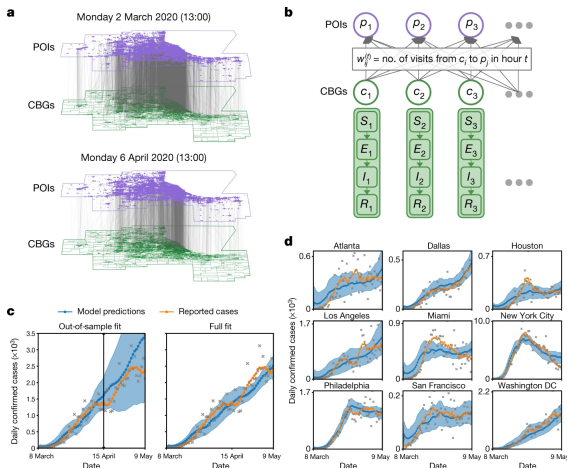 a
Monday 2 March 2020 (13:00)
POIs
CBGs
Monday 6 April 2020 (13:00)
POIs
CBGs
b
POIs
p1 p2 p3
wij(t) = no. of visits from ci to pj in hour t
CBGs
c1 c2 c3
S1 S2 S3
E1 E2 E3
I1 I2 I3
R1 R2 R3
c
Model predictions Reported cases
Out-of-sample fit Full fit
Daily confirmed cases (×10³)
3.5
3.0
2.5
2.0
1.5
1.0
0.5
0
8 March 15 April 9 May 8 March 15 April 9 May
Date Date
d
Daily confirmed cases (×10³)
Atlanta Dallas Houston
0.6 0.5 0.7
0 0 0
Los Angeles Miami New York City
1.7 0.9 10.0
0 0 0
Philadelphia San Francisco Washington DC
1.7 0.2 2.2
0 0 0
8 March 9 May 8 March 9 May 8 March 9 May
Date Date Date